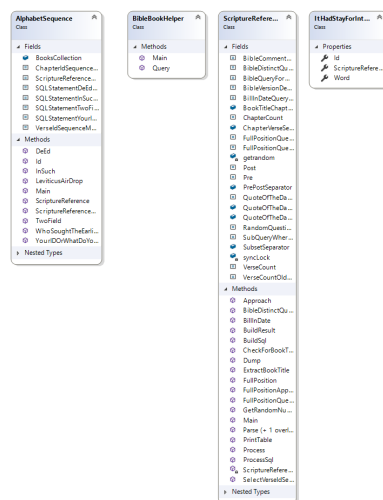 AlphabetSequence
Class
Fields
BooksCollection
ChapterIdSequence...
ScriptureReference...
SQLStatementDeEd...
SQLStatementInSuc...
SQLStatementTwoFi...
SQLStatementYourI...
VerseIdSequenceM...
Methods
DeEd
Id
InSuch
LeviticusAirDrop
Main
ScriptureReference
ScriptureReference...
TwoField
WhoSoughtTheEarli...
YourIDOrWhatDoYo...
Nested Types
BibleBookHelper
Class
Methods
Main
Query
ScriptureRefere...
Class
Fields
BibleComment...
BibleDistinctQu...
BibleQueryFor...
BibleVersionDe...
BillInDateQuery...
BookTitleChapt...
ChapterCount
ChapterVerseSe...
FullPositionQue...
FullPositionQue...
getrandom
Post
Pre
PrePostSeparator
QuoteOfTheDa...
QuoteOfTheDa...
QuoteOfTheDa...
RandomQuesti...
SubQueryWher...
SubsetSeparator
syncLock
VerseCount
VerseCountOld...
Methods
Approach
BibleDistinctQu...
BillInDate
BuildResult
BuildSql
CheckForBookT...
Dump
ExtractBookTitle
FullPosition
FullPositionApp...
FullPositionQue...
GetRandomNu...
Main
Parse (+ 1 overl...
PrintTable
Process
ProcessSql
ScriptureRefere...
SelectVerseIdSe...
Nested Types
ItHadStayForInt...
Class
Properties
Id
ScriptureRefere...
Word